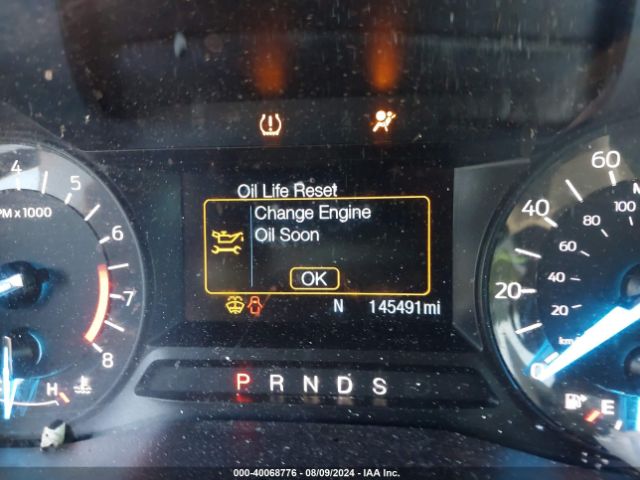 4 5 6 7 8
PM x 1000
H
Oil Life Reset
Change Engine
Oil Soon
OK
N 145491mi
P R N D S
0 20 40 60
20 40 60 80 100
E
000-40068776 - 08/09/2024 - IAA Inc.